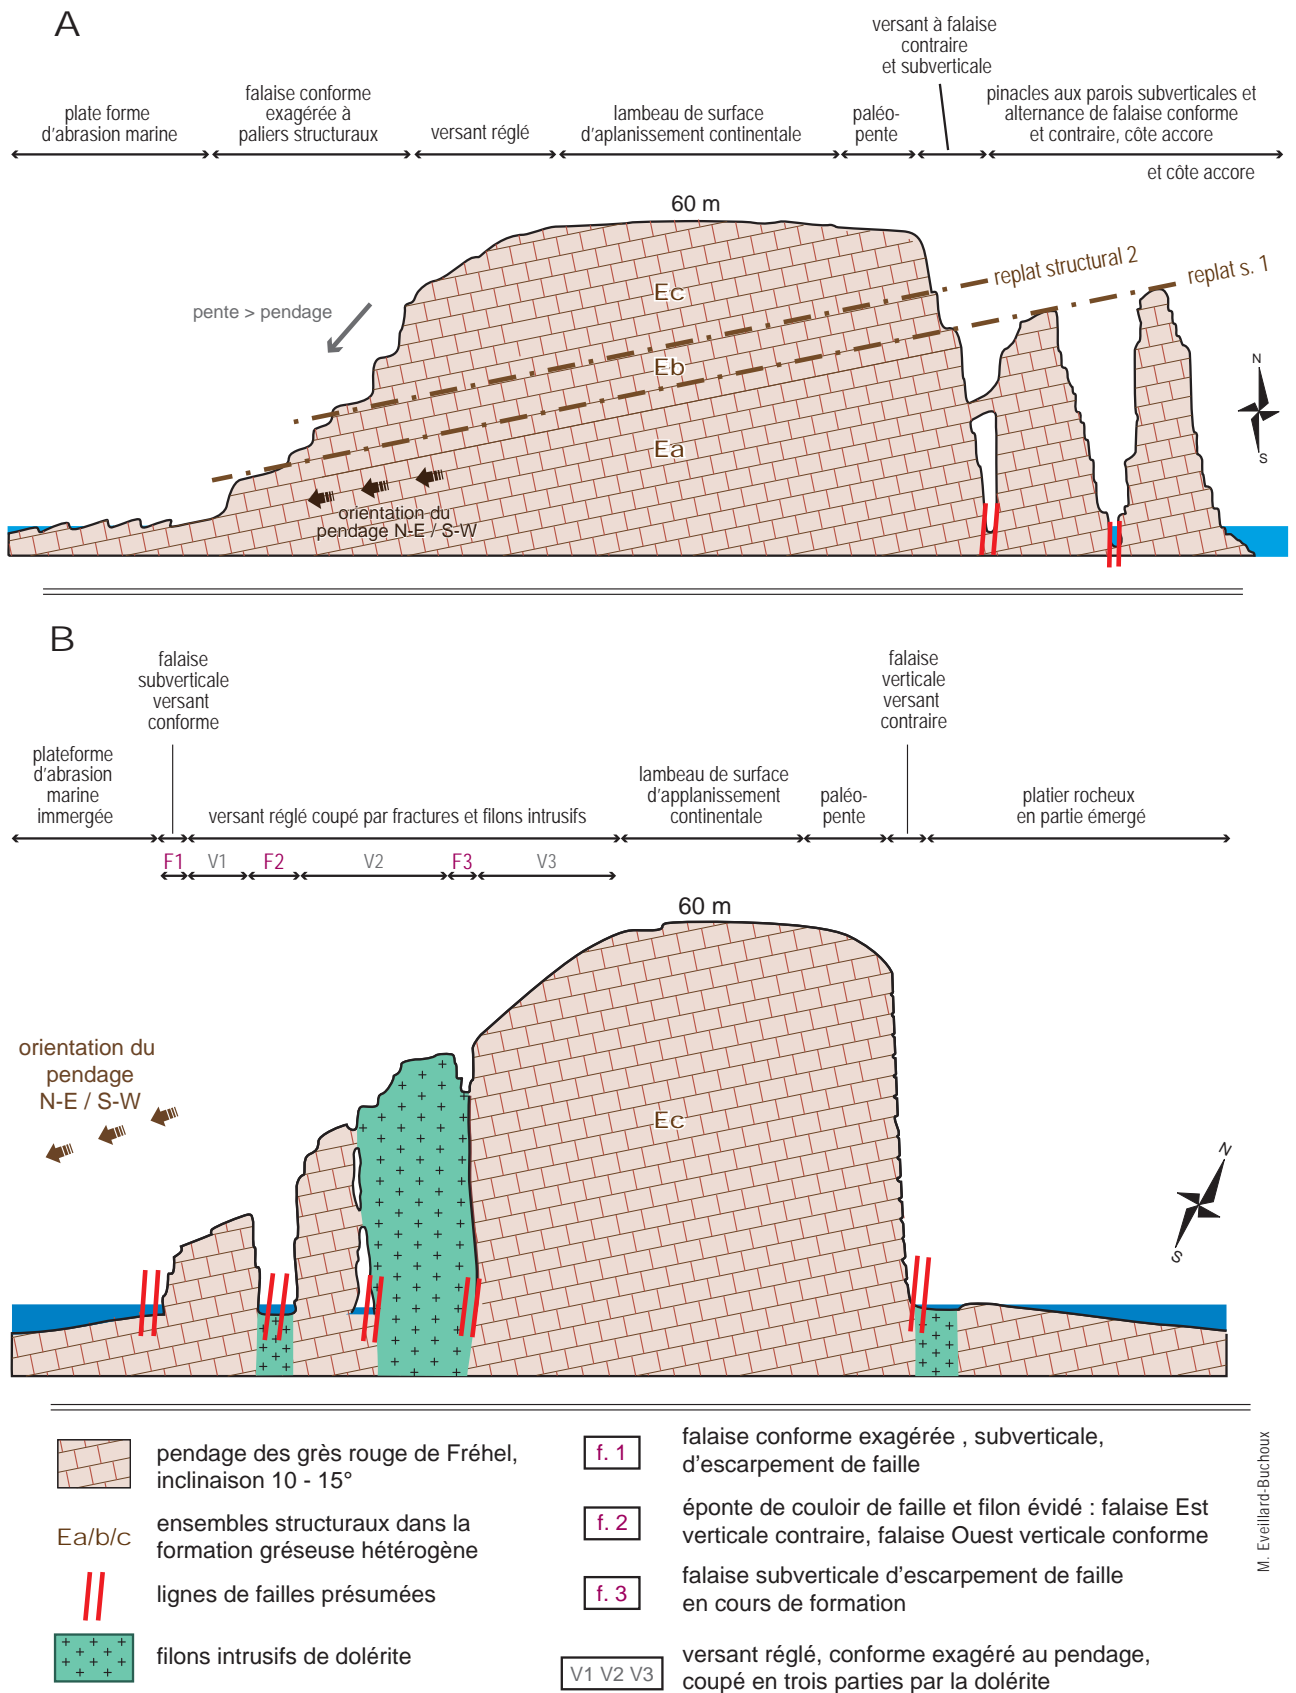 A
versant à falaise
contraire
et subverticale
plate forme
d'abrasion marine
falaise conforme
exagérée à
paliers structuraux
versant réglé
lambeau de surface
d'aplanissement continentale
paléo-
pente
pinacles aux parois subverticales et
alternance de falaise conforme
et contraire, côte accore
et côte accore
60 m
replat structural 2
replat s. 1
pente > pendage
Ec
Eb
Ea
N
S
orientation du
pendage N-E / S-W
B
falaise
subverticale
versant
conforme
falaise
verticale
versant
contraire
plateforme
d'abrasion
marine
immergée
versant réglé coupé par fractures et filons intrusifs
lambeau de surface
d'applanissement
continentale
paléo-
pente
platier rocheux
en partie émergé
F1 V1 F2 V2 F3 V3
60 m
orientation du
pendage
N-E / S-W
Ec
N
S
pendage des grès rouge de Fréhel,
inclinaison 10 - 15°
Ea/b/c
ensembles structuraux dans la
formation gréseuse hétérogène
lignes de failles présumées
filons intrusifs de dolérite
f. 1
falaise conforme exagérée , subverticale,
d'escarpement de faille
f. 2
éponte de couloir de faille et filon évidé : falaise Est
verticale contraire, falaise Ouest verticale conforme
f. 3
falaise subverticale d'escarpement de faille
en cours de formation
V1 V2 V3
versant réglé, conforme exagéré au pendage,
coupé en trois parties par la dolérite
M. Eveillard-Buchoux